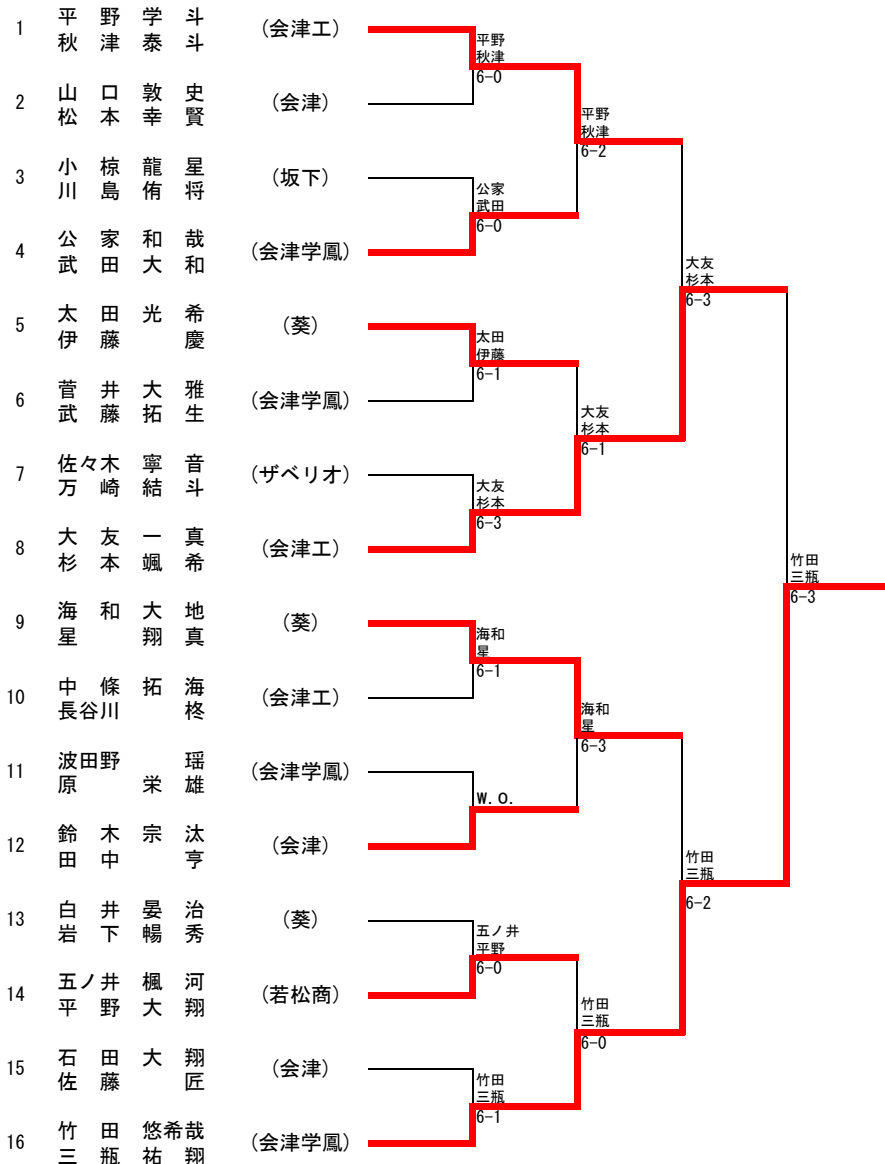 1 平野学斗 (会津工)
秋津泰斗
2 山口敦史 (会津)
松本幸賢
3 小椋龍星 (坂下)
川島侑将
4 公家和哉 (会津学鳳)
武田大和
5 太田光希 (葵)
伊藤慶
6 菅井大雅 (会津学鳳)
武藤拓生
7 佐々木寧音 (ザベリオ)
万崎結斗
8 大友一真 (会津工)
杉本颯希
9 海和大地 (葵)
星翔真
10 中條拓海 (会津工)
長谷川柊
11 波田野瑶 (会津学鳳)
原栄雄
12 鈴木宗汰 (会津)
田中亨
13 白井晏治 (葵)
岩下暢秀
14 五ノ井楓河 (若松商)
平野大翔
15 石田大翔 (会津)
佐藤匠
16 竹田悠希哉 (会津学鳳)
三瓶祐翔
平野
秋津
6-0
公家
武田
6-0
太田
伊藤
6-1
大友
杉本
6-3
海和
星
6-1
W.O.
五ノ井
平野
6-0
竹田
三瓶
6-1
平野
秋津
6-2
大友
杉本
6-1
海和
星
6-3
竹田
三瓶
6-0
大友
杉本
6-3
竹田
三瓶
6-2
竹田
三瓶
6-3